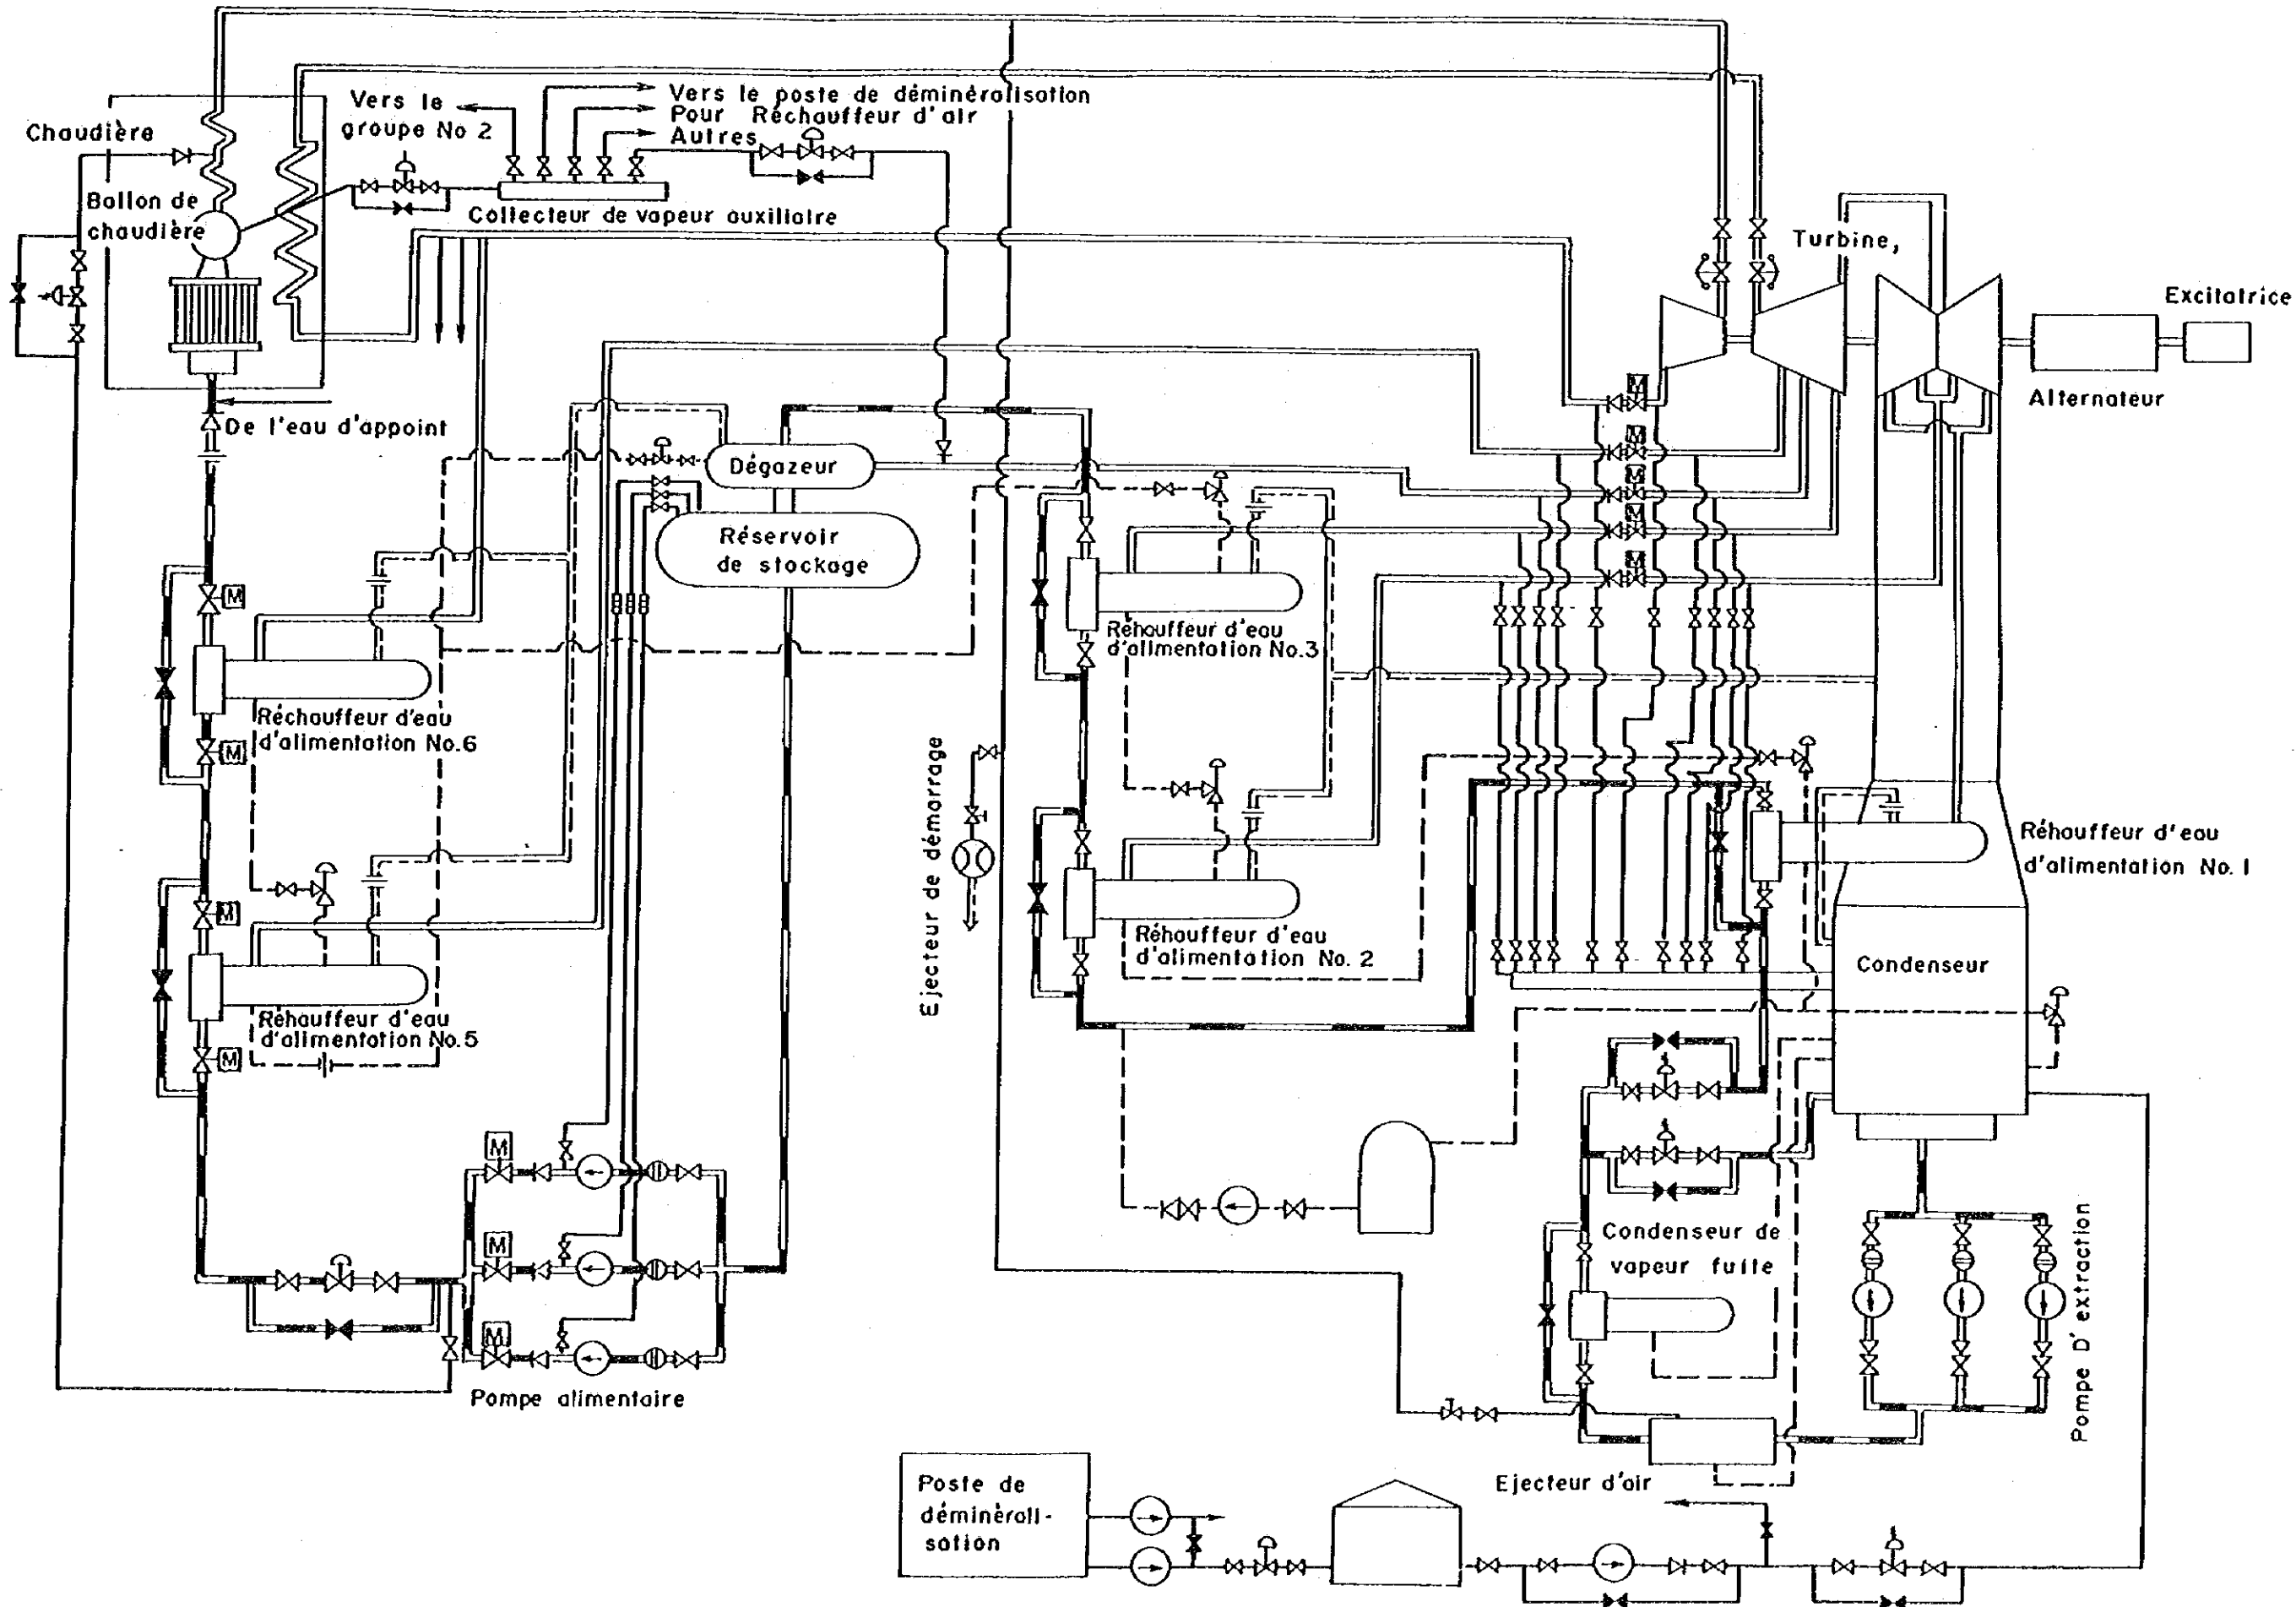 Vers le
groupe No 2
Vers le poste de déminéralisation
Pour Réchauffeur d'air
Autres
Chaudière
Ballon de
chaudière
Collecteur de vapeur auxiliaire
Turbine,
Excitatrice
Alternateur
De l'eau d'appoint
Dégazeur
Réservoir
de stockage
M
M
M
M
M
M
M
M
M
Réhauffeur d'eau
d'alimentation No.3
Réchauffeur d'eau
d'alimentation No.6
Ejecteur de démarrage
Réhauffeur d'eau
d'alimentation No. 1
Réhauffeur d'eau
d'alimentation No. 2
Condenseur
Réhauffeur d'eau
d'alimentation No.5
M
M
M
Condenseur de
vapeur fuite
Pompe D'extraction
Pompe alimentaire
Ejecteur d'air
Poste de
déminèrali-
sation